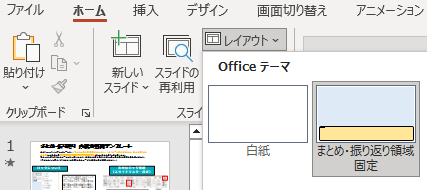 ファイル ホーム 挿入 デザイン 画面切り替え アニメーション
レイアウト
貼り付け
新しい
スライド
スライドの
再利用
クリップボード
スライ
Office テーマ
白紙
まとめ・振り返り領域
固定
1